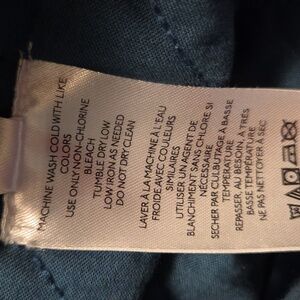 MACHINE WASH COLD WITH LIKE
COLORS
USE ONLY NON-CHLORINE
BLEACH
TUMBLE DRY LOW
LOW IRON AS NEEDED
DO NOT DRY CLEAN
LAVER À LA MACHINE À L'EAU
FROIDE AVEC COULEURS
SIMILAIRES
UTILISER UN AGENT DE
BLANCHIMENT SANS CHLORE SI
NÉCESSAIRE
SECHER PAR CULBUTAGE À BASSE
TEMPÉRATURE
REPASSER AU BESOIN À TRÈS
BASSE TEMPÉRATURE
NE PAS NETTOYER À SEC